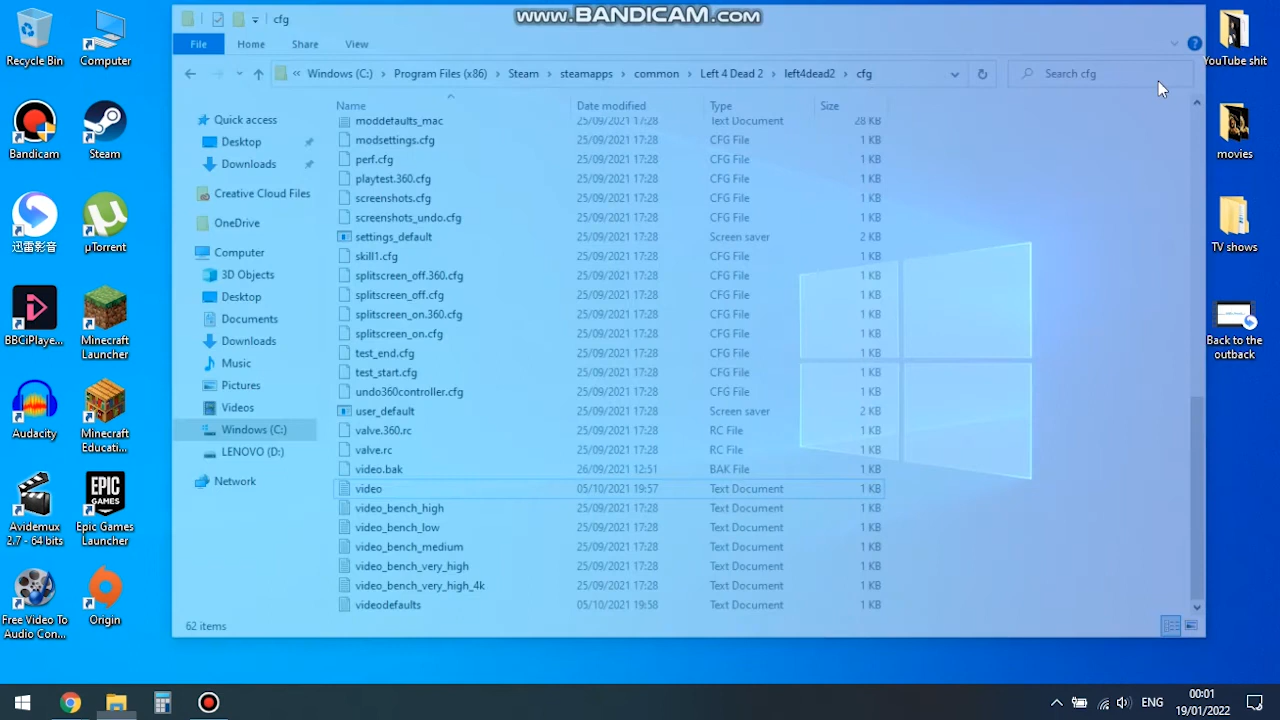 www.BANDICAM.com
cfg
File Home Share View
« Windows (C:) › Program Files (x86) › Steam › steamapps › common › Left 4 Dead 2 › left4dead2 › cfg
Search cfg
Name Date modified Type Size
moddefaults_mac 25/09/2021 17:28 Text Document 28 KB
modsettings.cfg 25/09/2021 17:28 CFG File 1 KB
perf.cfg 25/09/2021 17:28 CFG File 1 KB
playtest.360.cfg 25/09/2021 17:28 CFG File 1 KB
screenshots.cfg 25/09/2021 17:28 CFG File 1 KB
screenshots_undo.cfg 25/09/2021 17:28 CFG File 1 KB
settings_default 25/09/2021 17:28 Screen saver 2 KB
skill1.cfg 25/09/2021 17:28 CFG File 1 KB
splitscreen_off.360.cfg 25/09/2021 17:28 CFG File 1 KB
splitscreen_off.cfg 25/09/2021 17:28 CFG File 1 KB
splitscreen_on.360.cfg 25/09/2021 17:28 CFG File 1 KB
splitscreen_on.cfg 25/09/2021 17:28 CFG File 1 KB
test_end.cfg 25/09/2021 17:28 CFG File 1 KB
test_start.cfg 25/09/2021 17:28 CFG File 1 KB
undo360controller.cfg 25/09/2021 17:28 CFG File 1 KB
user_default 25/09/2021 17:28 Screen saver 2 KB
valve.360.rc 25/09/2021 17:28 RC File 1 KB
valve.rc 25/09/2021 17:28 RC File 1 KB
video.bak 26/09/2021 12:51 BAK File 1 KB
video 05/10/2021 19:57 Text Document 1 KB
video_bench_high 25/09/2021 17:28 Text Document 1 KB
video_bench_low 25/09/2021 17:28 Text Document 1 KB
video_bench_medium 25/09/2021 17:28 Text Document 1 KB
video_bench_very_high 25/09/2021 17:28 Text Document 1 KB
video_bench_very_high_4k 25/09/2021 17:28 Text Document 1 KB
videodefaults 05/10/2021 19:58 Text Document 1 KB
62 items
Quick access
Desktop
Downloads
Creative Cloud Files
OneDrive
Computer
3D Objects
Desktop
Documents
Downloads
Music
Pictures
Videos
Windows (C:)
LENOVO (D:)
Network
Recycle Bin
Computer
Bandicam
Steam
迅雷影音
µTorrent
BBCiPlaye...
Minecraft
Launcher
Audacity
Minecraft
Educati...
Avidemux
2.7 - 64 bits
EPIC
GAMES
Epic Games
Launcher
Free Video To
Audio Con...
Origin
YouTube shit
movies
TV shows
Back to the
outback
ENG
00:01
19/01/2022